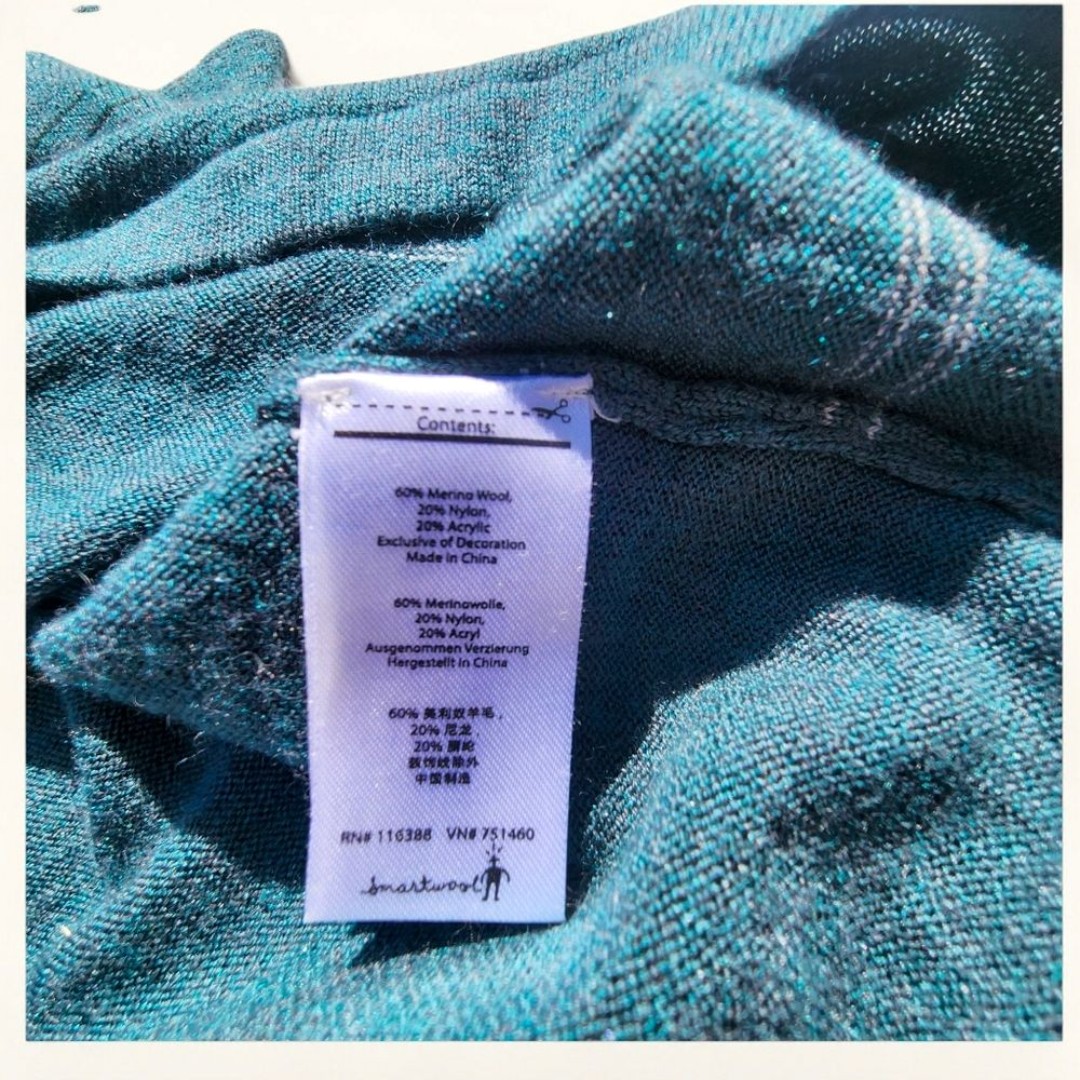 Contents:
60% Merino Wool,
20% Nylon,
20% Acrylic
Exclusive of Decoration
Made in China
60% Merinowolle,
20% Nylon,
20% Acryl
Ausgenommen Verzierung
Hergestellt in China
60% 美利奴羊毛,
20% 尼龙,
20% 腈纶
装饰线除外
中国制造
RN# 116388 VN# 751460
Smartwool